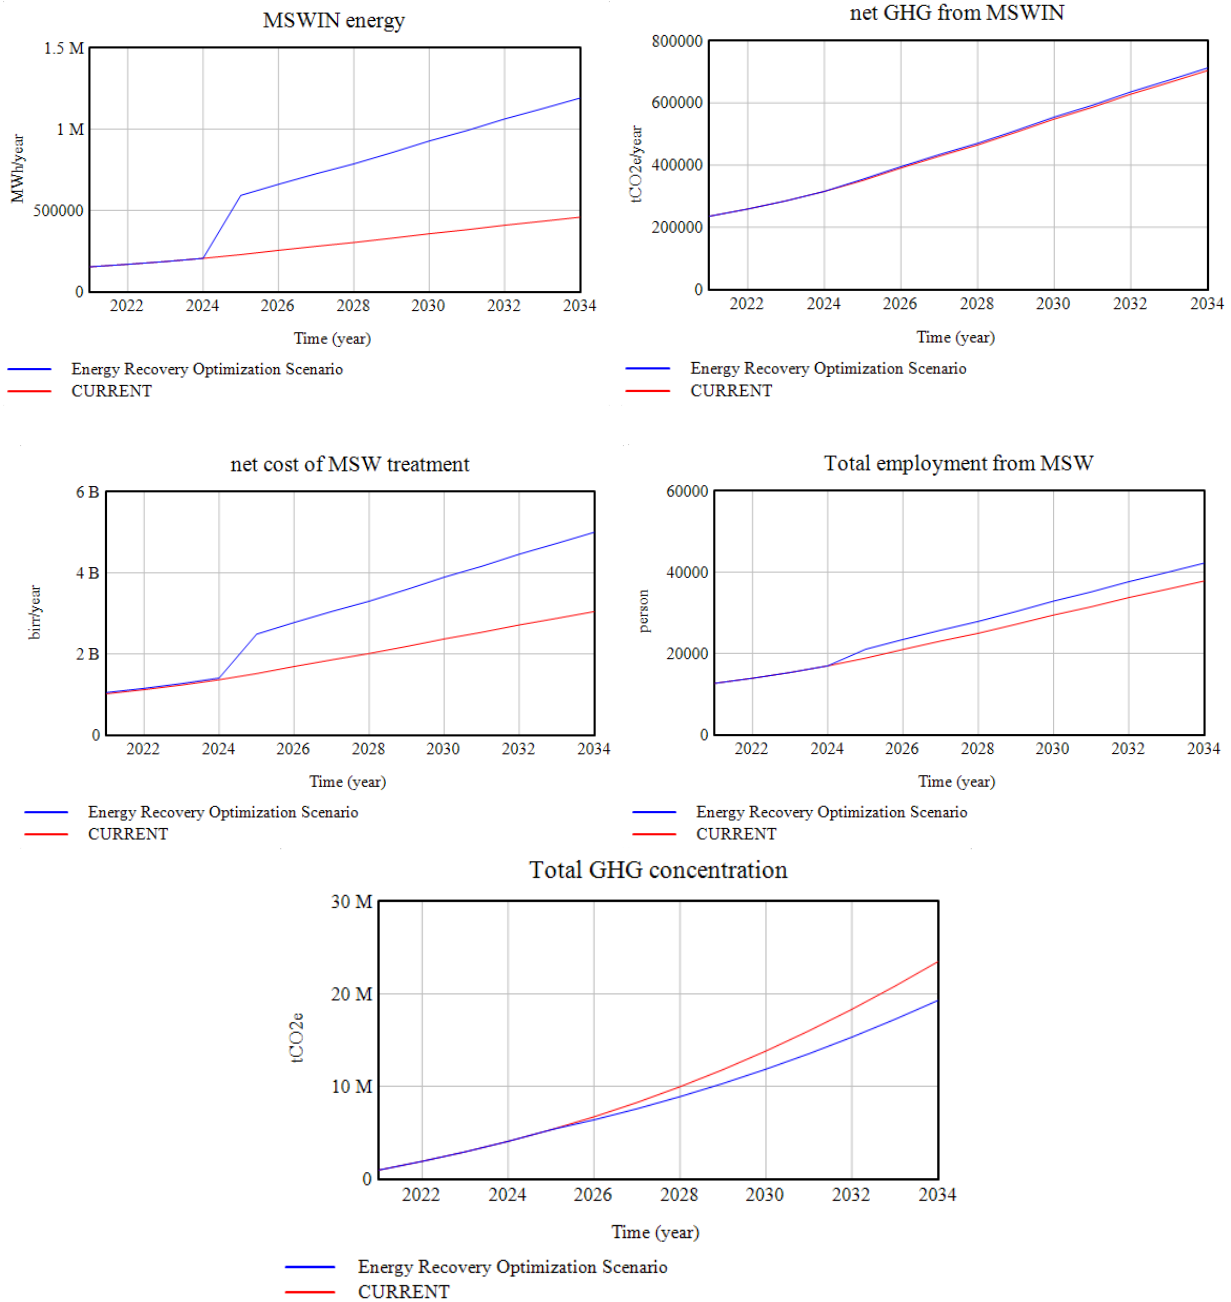 MSWIN energy
1.5 M
1 M
500000
0
MWh/year
2022 2024 2026 2028 2030 2032 2034
Time (year)
Energy Recovery Optimization Scenario
CURRENT
net GHG from MSWIN
800000
600000
400000
200000
0
tCO2e/year
2022 2024 2026 2028 2030 2032 2034
Time (year)
Energy Recovery Optimization Scenario
CURRENT
net cost of MSW treatment
6 B
4 B
2 B
0
birr/year
2022 2024 2026 2028 2030 2032 2034
Time (year)
Energy Recovery Optimization Scenario
CURRENT
Total employment from MSW
60000
40000
20000
0
person
2022 2024 2026 2028 2030 2032 2034
Time (year)
Energy Recovery Optimization Scenario
CURRENT
Total GHG concentration
30 M
20 M
10 M
0
tCO2e
2022 2024 2026 2028 2030 2032 2034
Time (year)
Energy Recovery Optimization Scenario
CURRENT